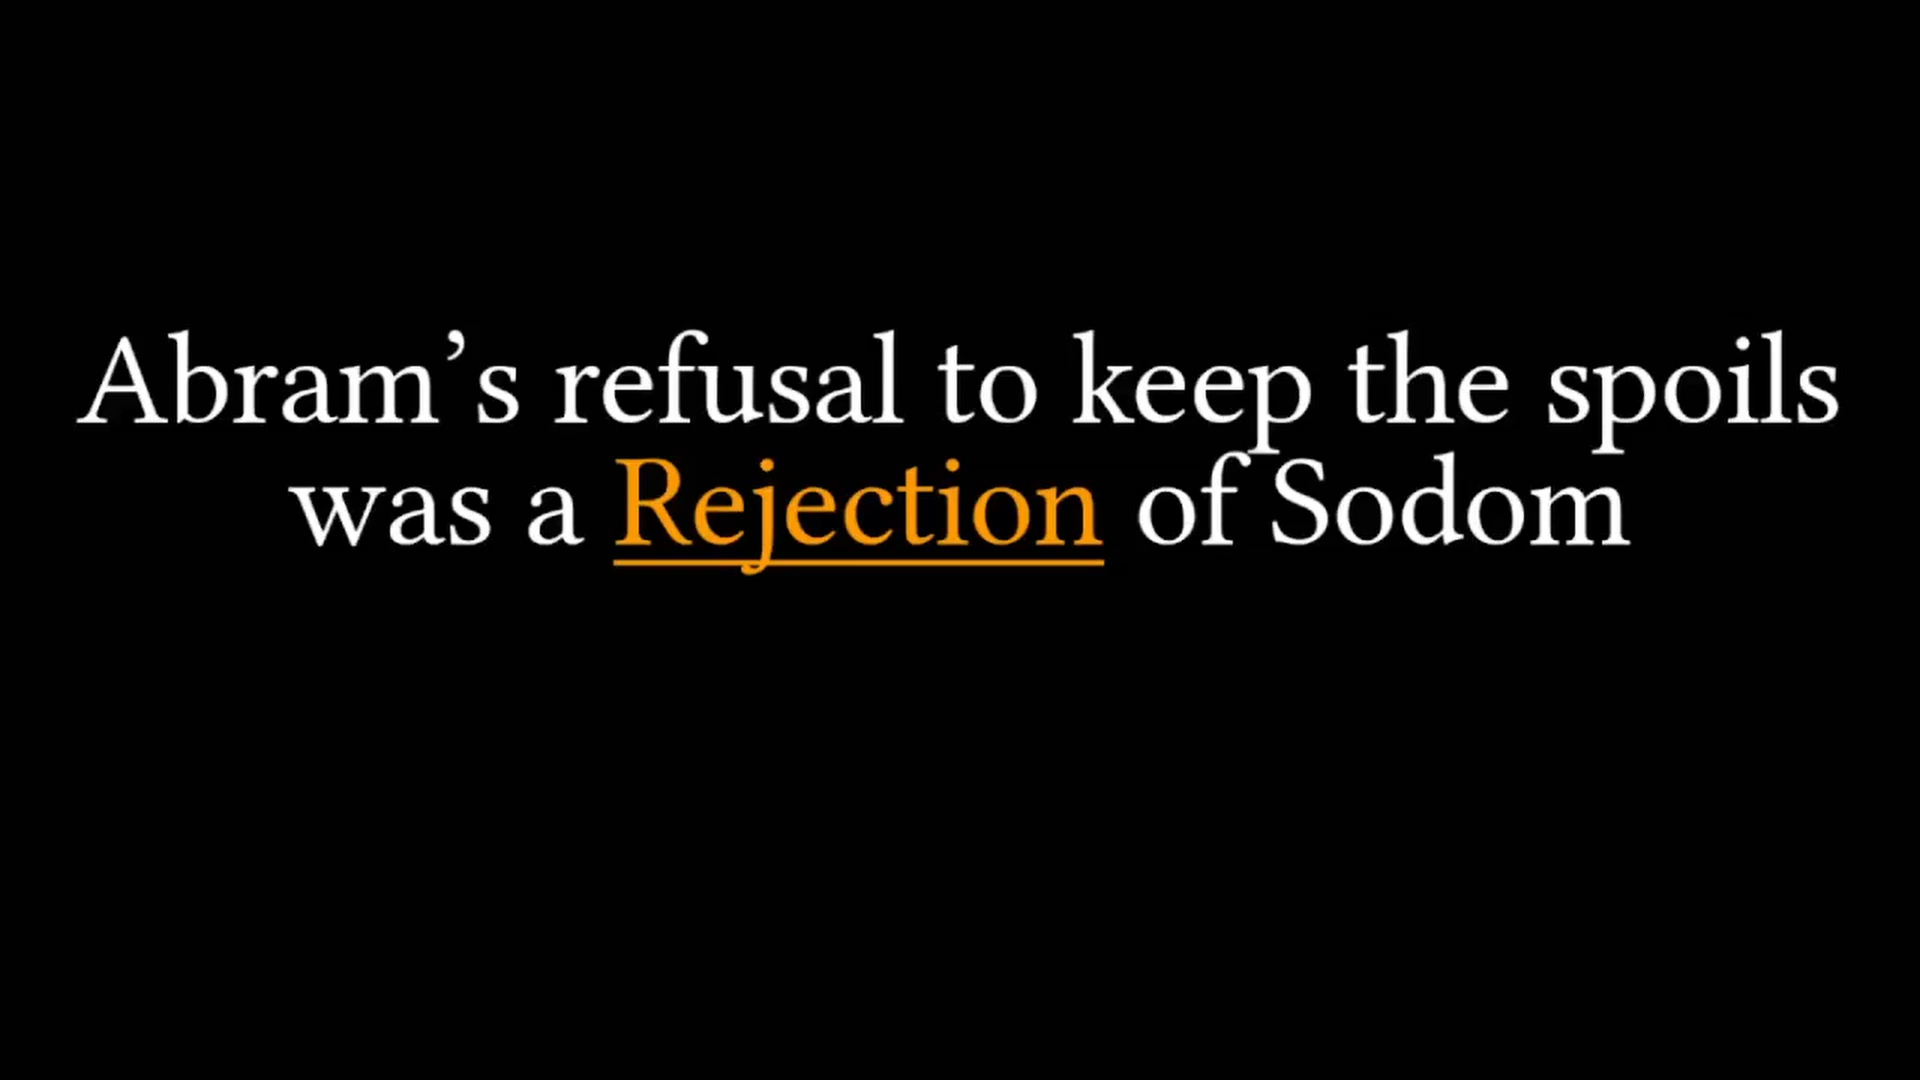 Abram’s refusal to keep the spoils
was a Rejection of Sodom